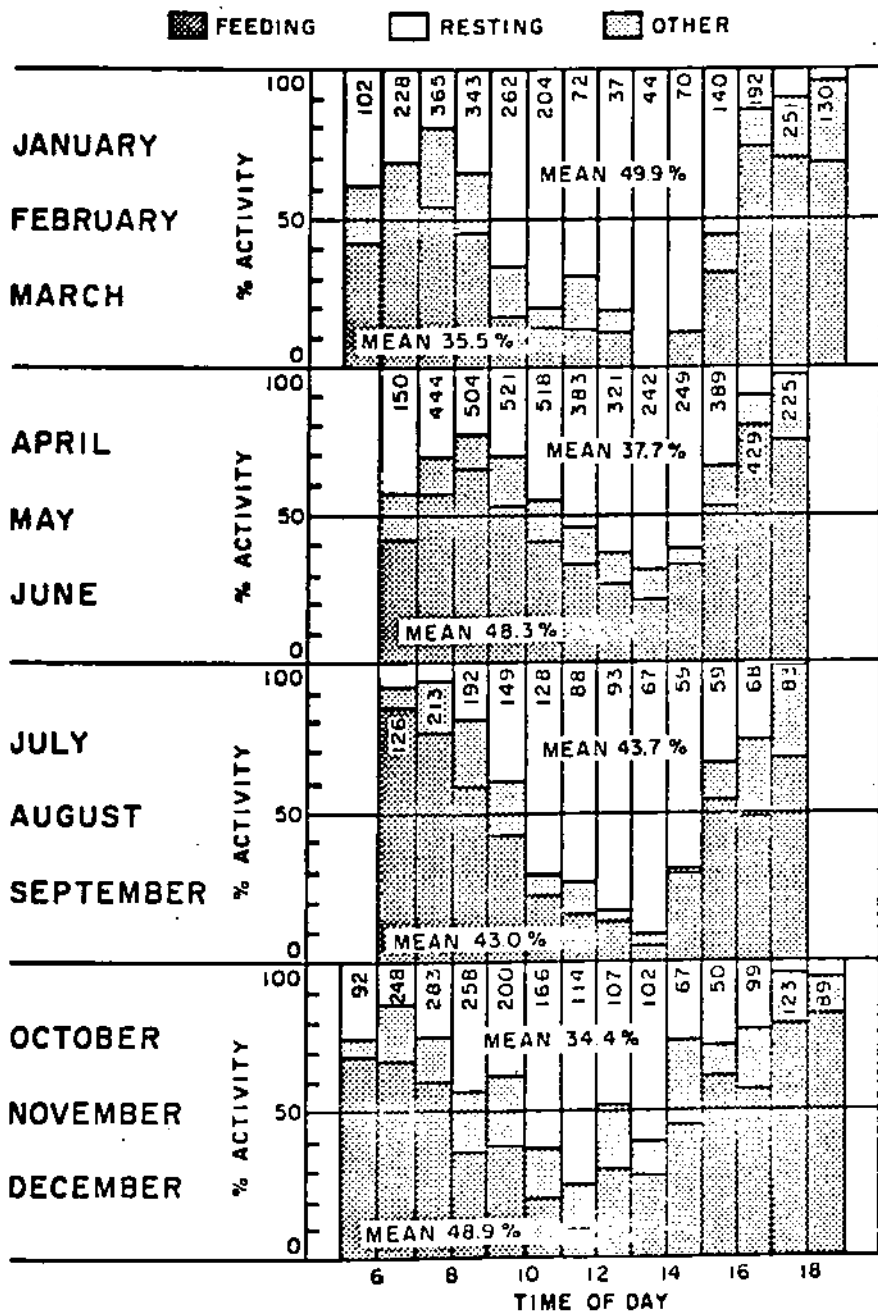 FEEDING RESTING OTHER
JANUARY
FEBRUARY
MARCH
% ACTIVITY
100
50
0
102 228 365 343 262 204 72 37 44 70 140 192 251 130
MEAN 49.9%
MEAN 35.5%
APRIL
MAY
JUNE
% ACTIVITY
100
50
0
150 444 504 521 518 383 321 242 249 389 429 225
MEAN 37.7%
MEAN 48.3%
JULY
AUGUST
SEPTEMBER
% ACTIVITY
100
50
0
126 213 192 149 128 88 93 67 59 59 68 83
MEAN 43.7%
MEAN 43.0%
OCTOBER
NOVEMBER
DECEMBER
% ACTIVITY
100
50
0
92 248 283 258 200 166 114 107 102 67 50 99 123 89
MEAN 34.4%
MEAN 48.9%
6 8 10 12 14 16 18
TIME OF DAY